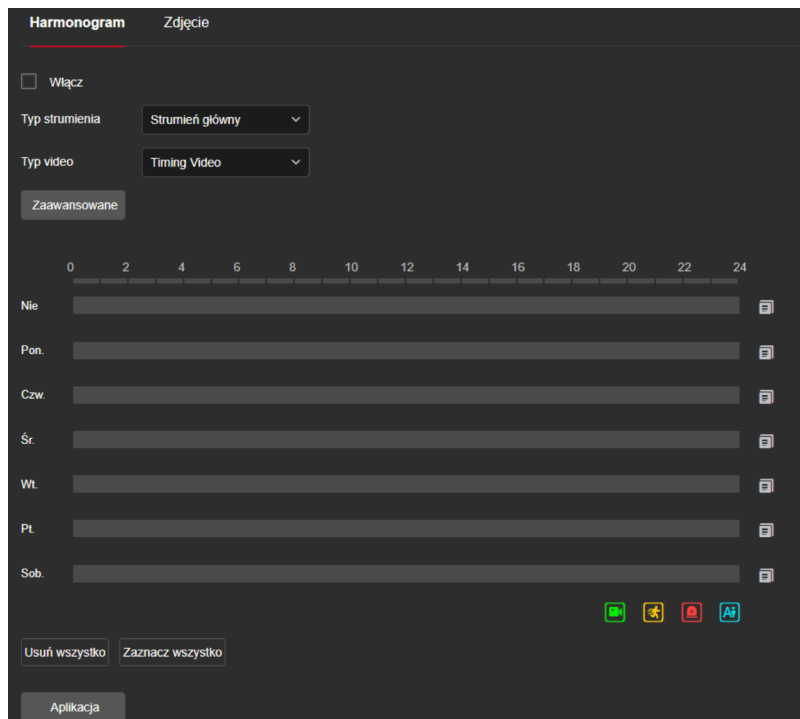 Harmonogram Zdjęcie
Włącz
Typ strumienia Strumień główny
Typ video Timing Video
Zaawansowane
0 2 4 6 8 10 12 14 16 18 20 22 24
Nie
Pon.
Czw.
Śr.
Wt.
Pt.
Sob.
Ai
Usuń wszystko Zaznacz wszystko
Aplikacja